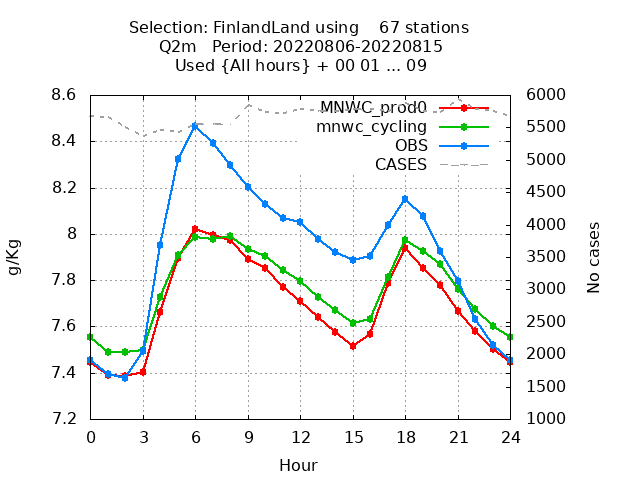 Selection: FinlandLand using    67 stations
Q2m   Period: 20220806-20220815
Used {All hours} + 00 01 ... 09
8.6
8.4
8.2
8
7.8
7.6
7.4
7.2
g/Kg
MNWC_prod0
mnwc_cycling
OBS
CASES
6000
5500
5000
4500
4000
3500
3000
2500
2000
1500
1000
No cases
0 3 6 9 12 15 18 21 24
Hour